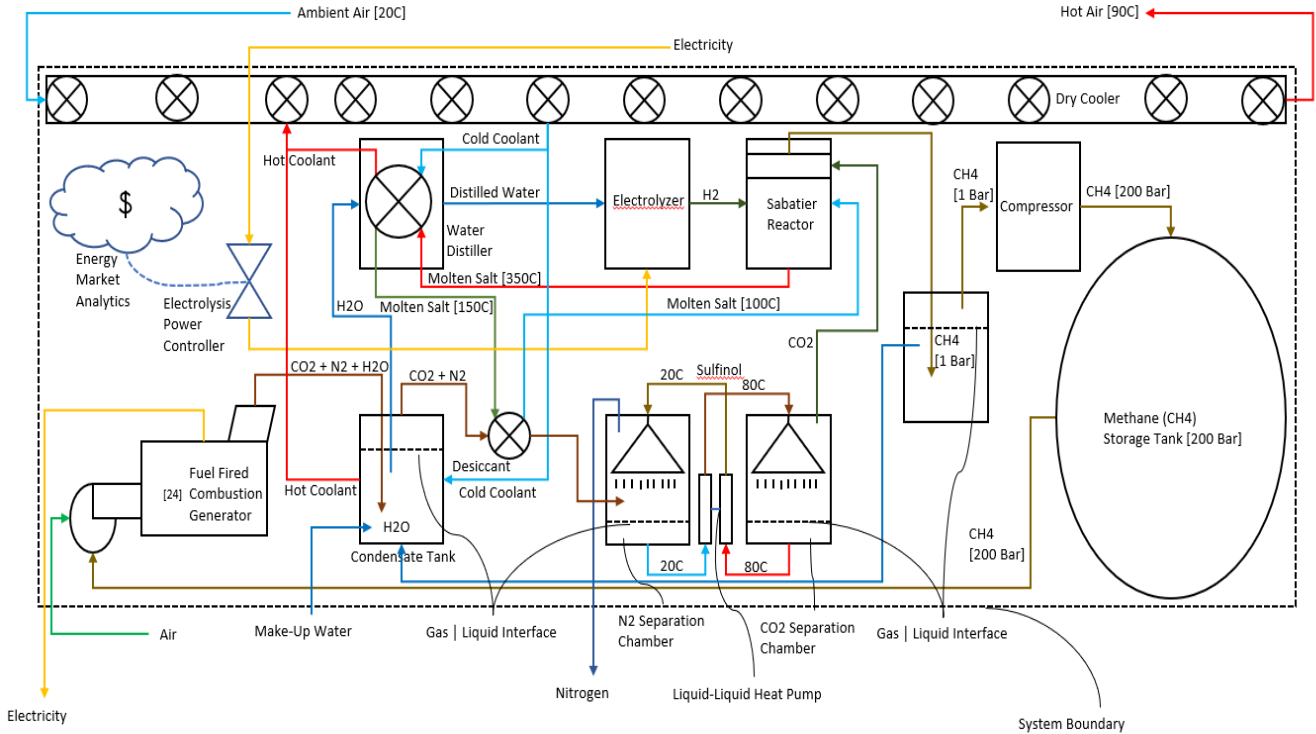 Ambient Air [20C]
Hot Air [90C]
Electricity
Dry Cooler
Hot Coolant
Cold Coolant
$
Energy
Market
Analytics
Electrolysis
Power
Controller
Distilled Water
Water
Distiller
Electrolyzer
H2
Sabatier
Reactor
CH4
[1 Bar]
Compressor
CH4 [200 Bar]
Molten Salt [350C]
Molten Salt [150C]
Molten Salt [100C]
H2O
CO2
CH4
[1 Bar]
CO2 + N2 + H2O
CO2 + N2
20C
Sulfinol
80C
Methane (CH4)
Storage Tank [200 Bar]
Fuel Fired
[24] Combustion
Generator
Hot Coolant
Desiccant
Cold Coolant
H2O
Condensate Tank
20C
80C
CH4
[200 Bar]
Air
Make-Up Water
Gas | Liquid Interface
N2 Separation
Chamber
CO2 Separation
Chamber
Gas | Liquid Interface
Nitrogen
Liquid-Liquid Heat Pump
Electricity
System Boundary